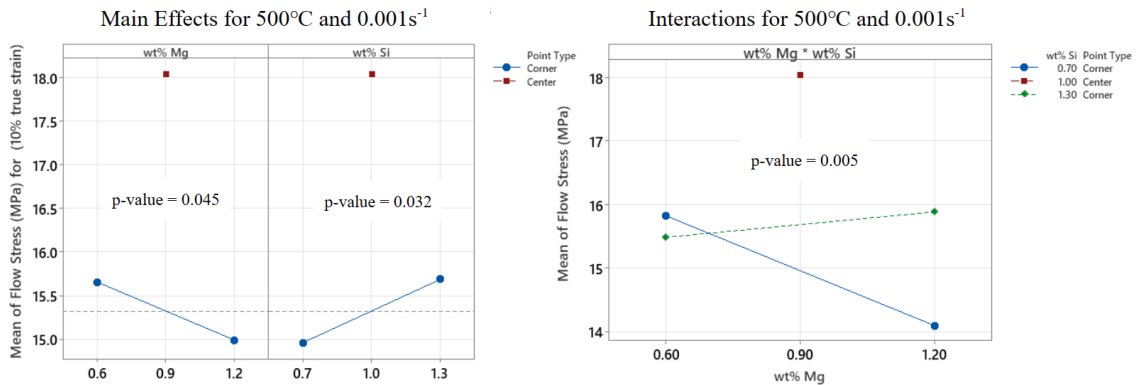 Main Effects for 500°C and 0.001s⁻¹
wt% Mg
wt% Si
Point Type
Corner
Center
Mean of Flow Stress (MPa) for (10% true strain)
18.0
17.5
17.0
16.5
16.0
15.5
15.0
p-value = 0.045
p-value = 0.032
0.6
0.9
1.2
0.7
1.0
1.3
Interactions for 500°C and 0.001s⁻¹
wt% Mg * wt% Si
wt% Si Point Type
0.70 Corner
1.00 Center
1.30 Corner
Mean of Flow Stress (MPa)
18
17
16
15
14
p-value = 0.005
0.60
0.90
1.20
wt% Mg